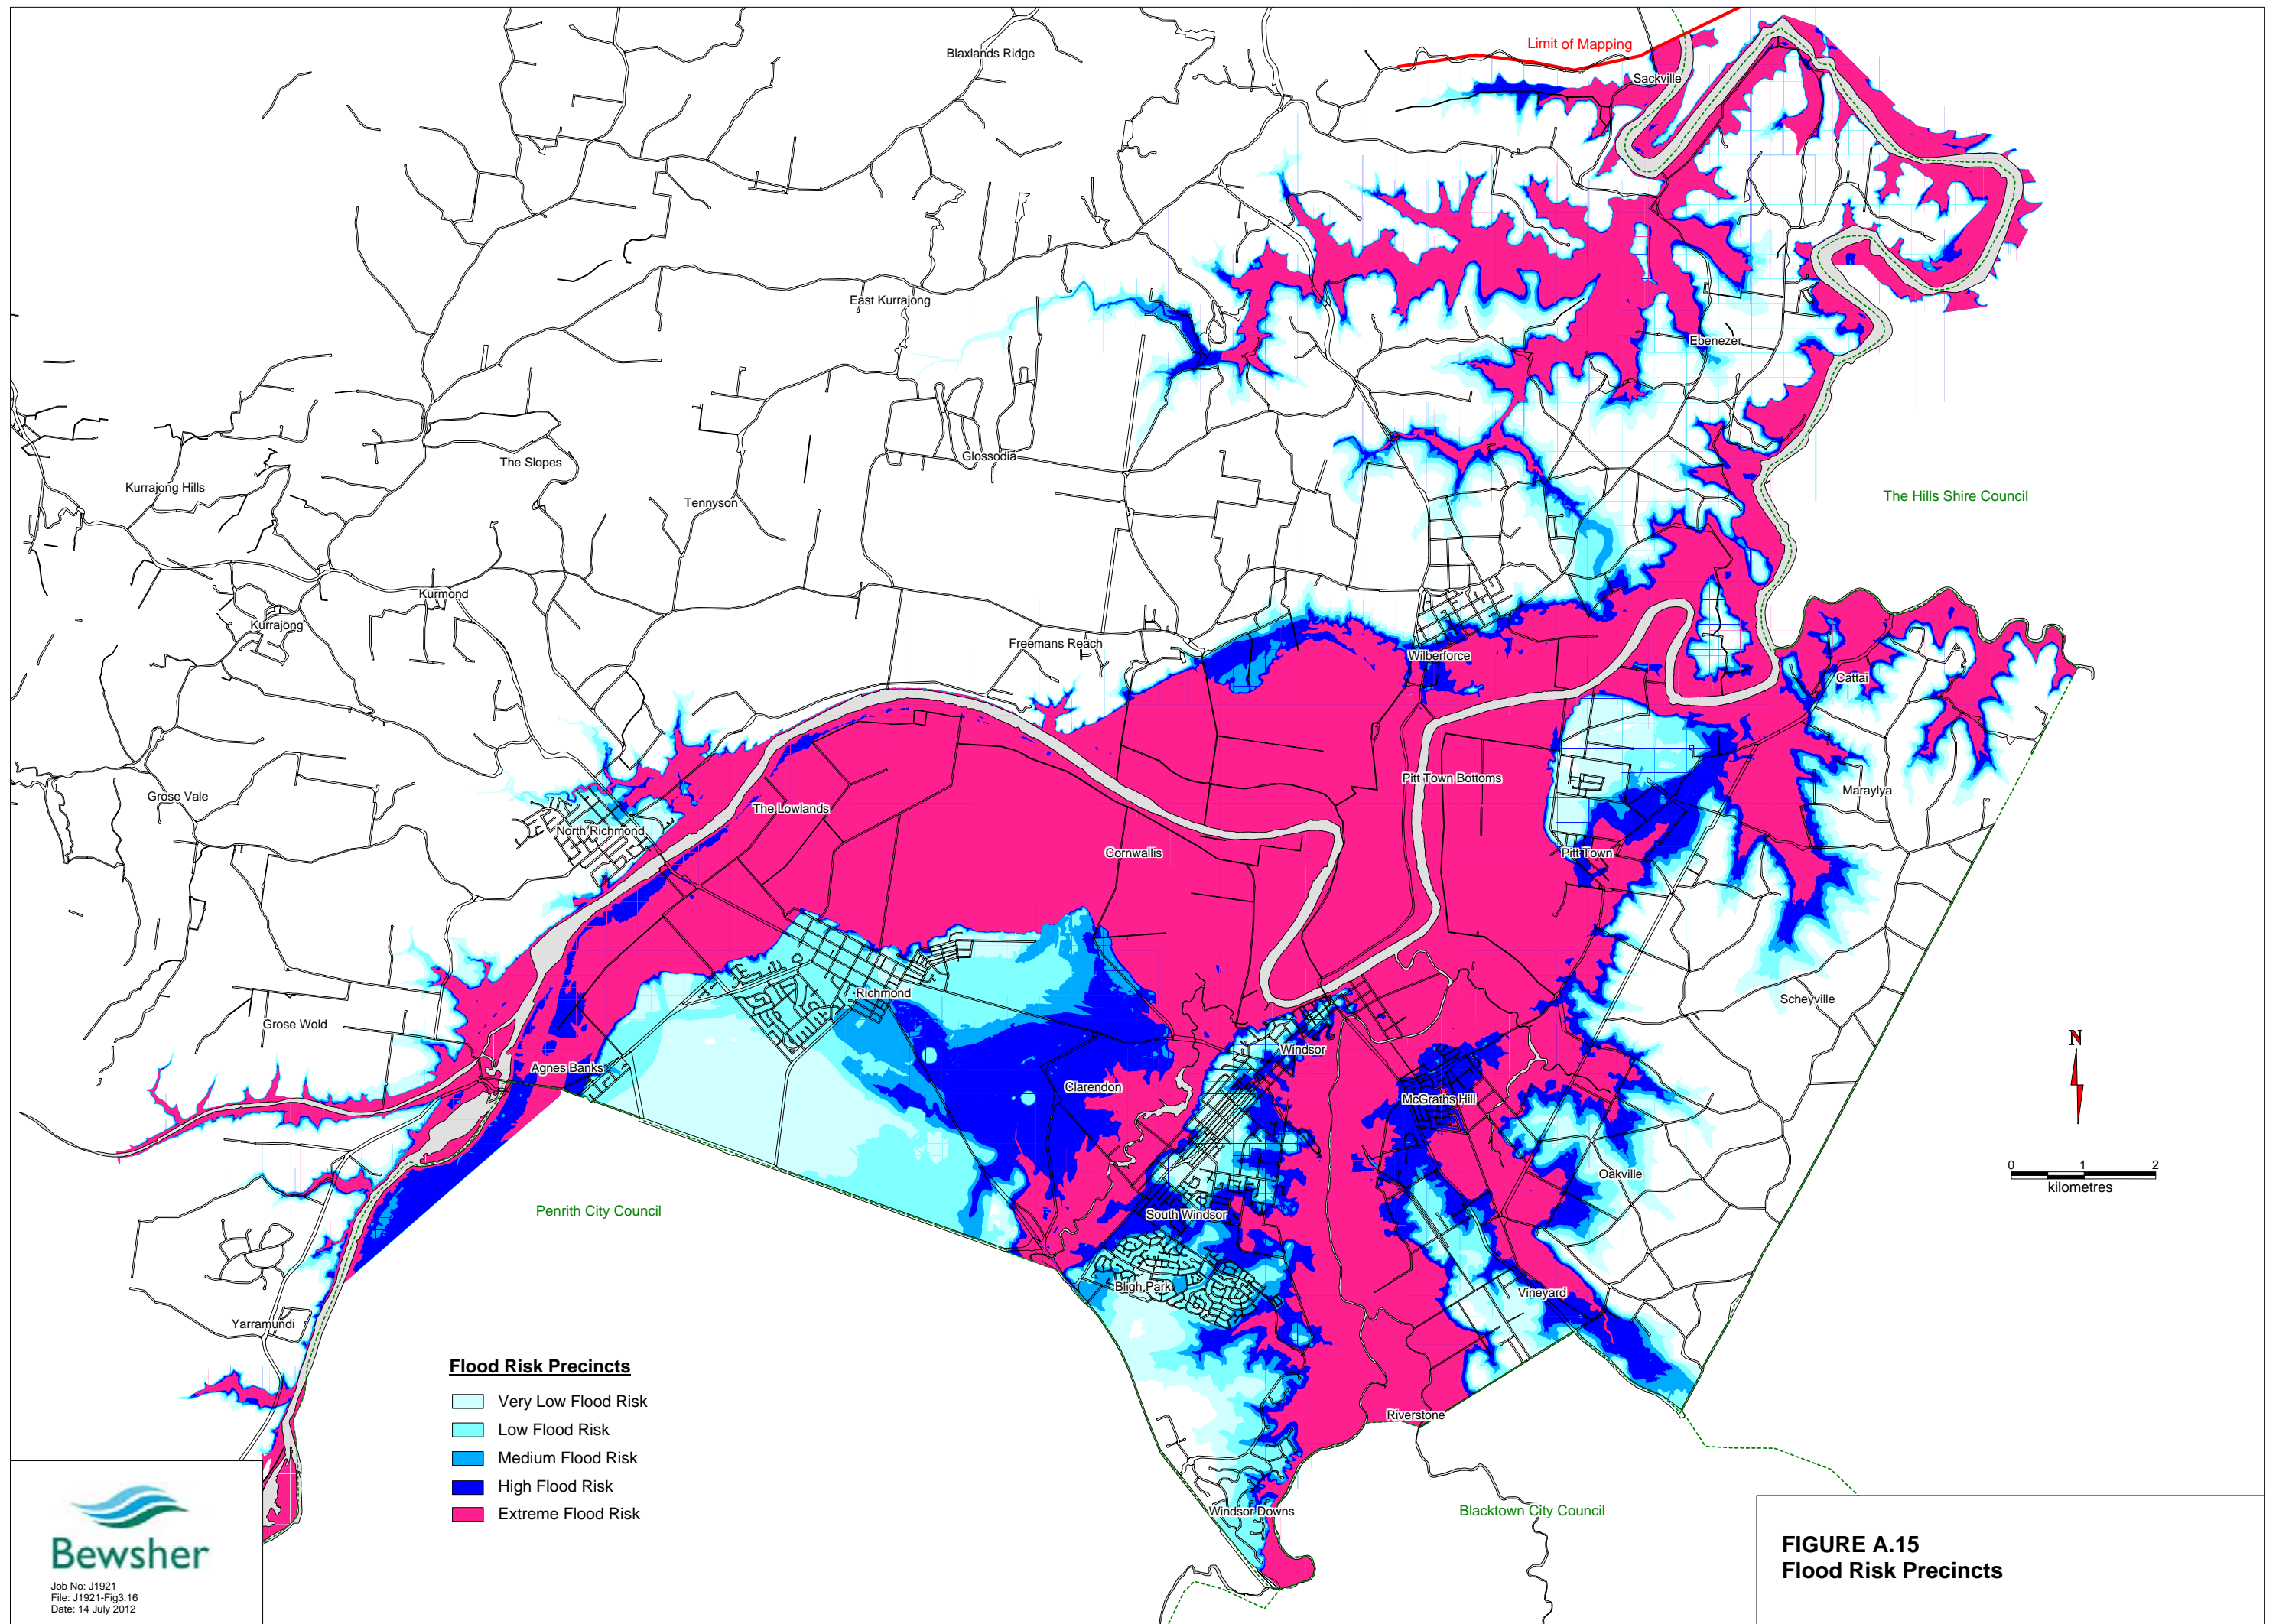 Blaxlands Ridge
Limit of Mapping
Sackville
East Kurrajong
Ebenezer
The Slopes
Glossodia
Kurrajong Hills
Tennyson
The Hills Shire Council
Kurmond
Kurrajong
Freemans Reach
Wilberforce
Cattai
Grose Vale
The Lowlands
Pitt Town Bottoms
Maraylya
North Richmond
Cornwallis
Pitt Town
Richmond
Scheyville
Grose Wold
Windsor
N
Agnes Banks
Clarendon
McGraths Hill
Oakville
0 1 2
kilometres
Penrith City Council
South Windsor
Bligh Park
Vineyard
Yarramundi
Flood Risk Precincts
Very Low Flood Risk
Low Flood Risk
Medium Flood Risk
High Flood Risk
Extreme Flood Risk
Riverstone
Windsor Downs
Blacktown City Council
Bewsher
Job No: J1921
File: J1921-Fig3.16
Date: 14 July 2012
FIGURE A.15
Flood Risk Precincts